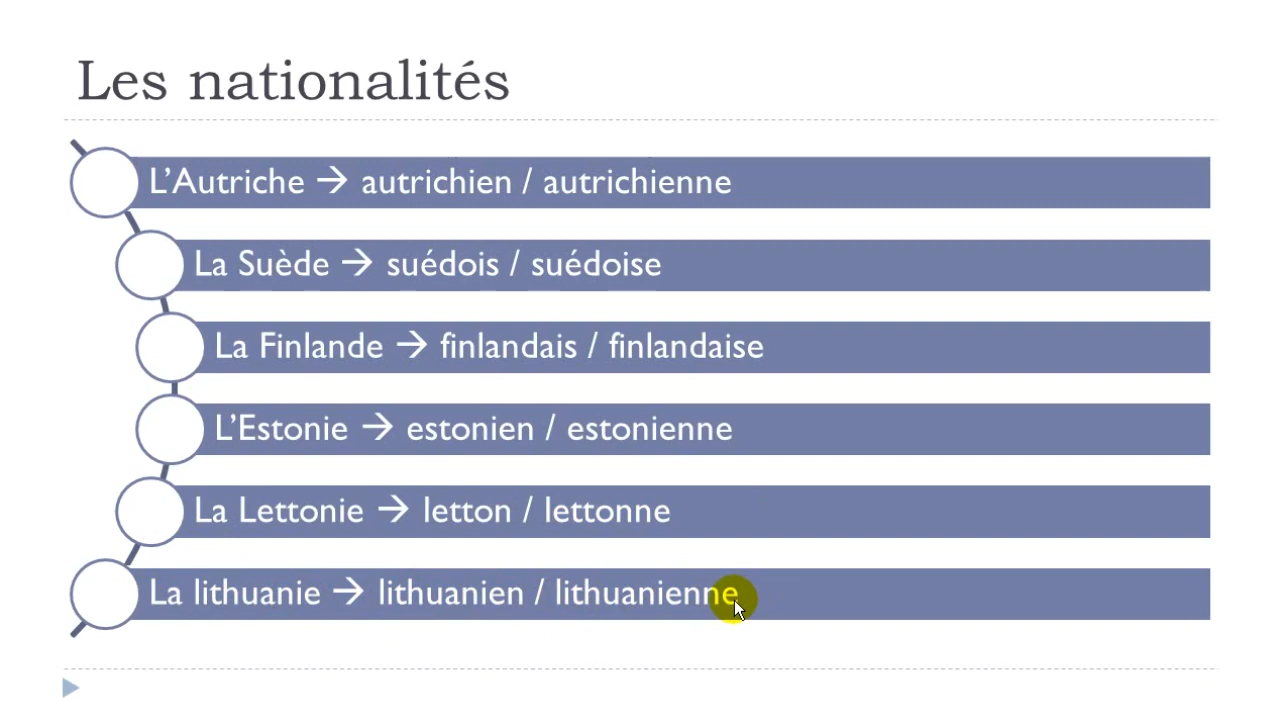 Les nationalités
L’Autriche → autrichien / autrichienne
La Suède → suédois / suédoise
La Finlande → finlandais / finlandaise
L’Estonie → estonien / estonienne
La Lettonie → letton / lettonne
La lithuanie → lithuanien / lithuanienne